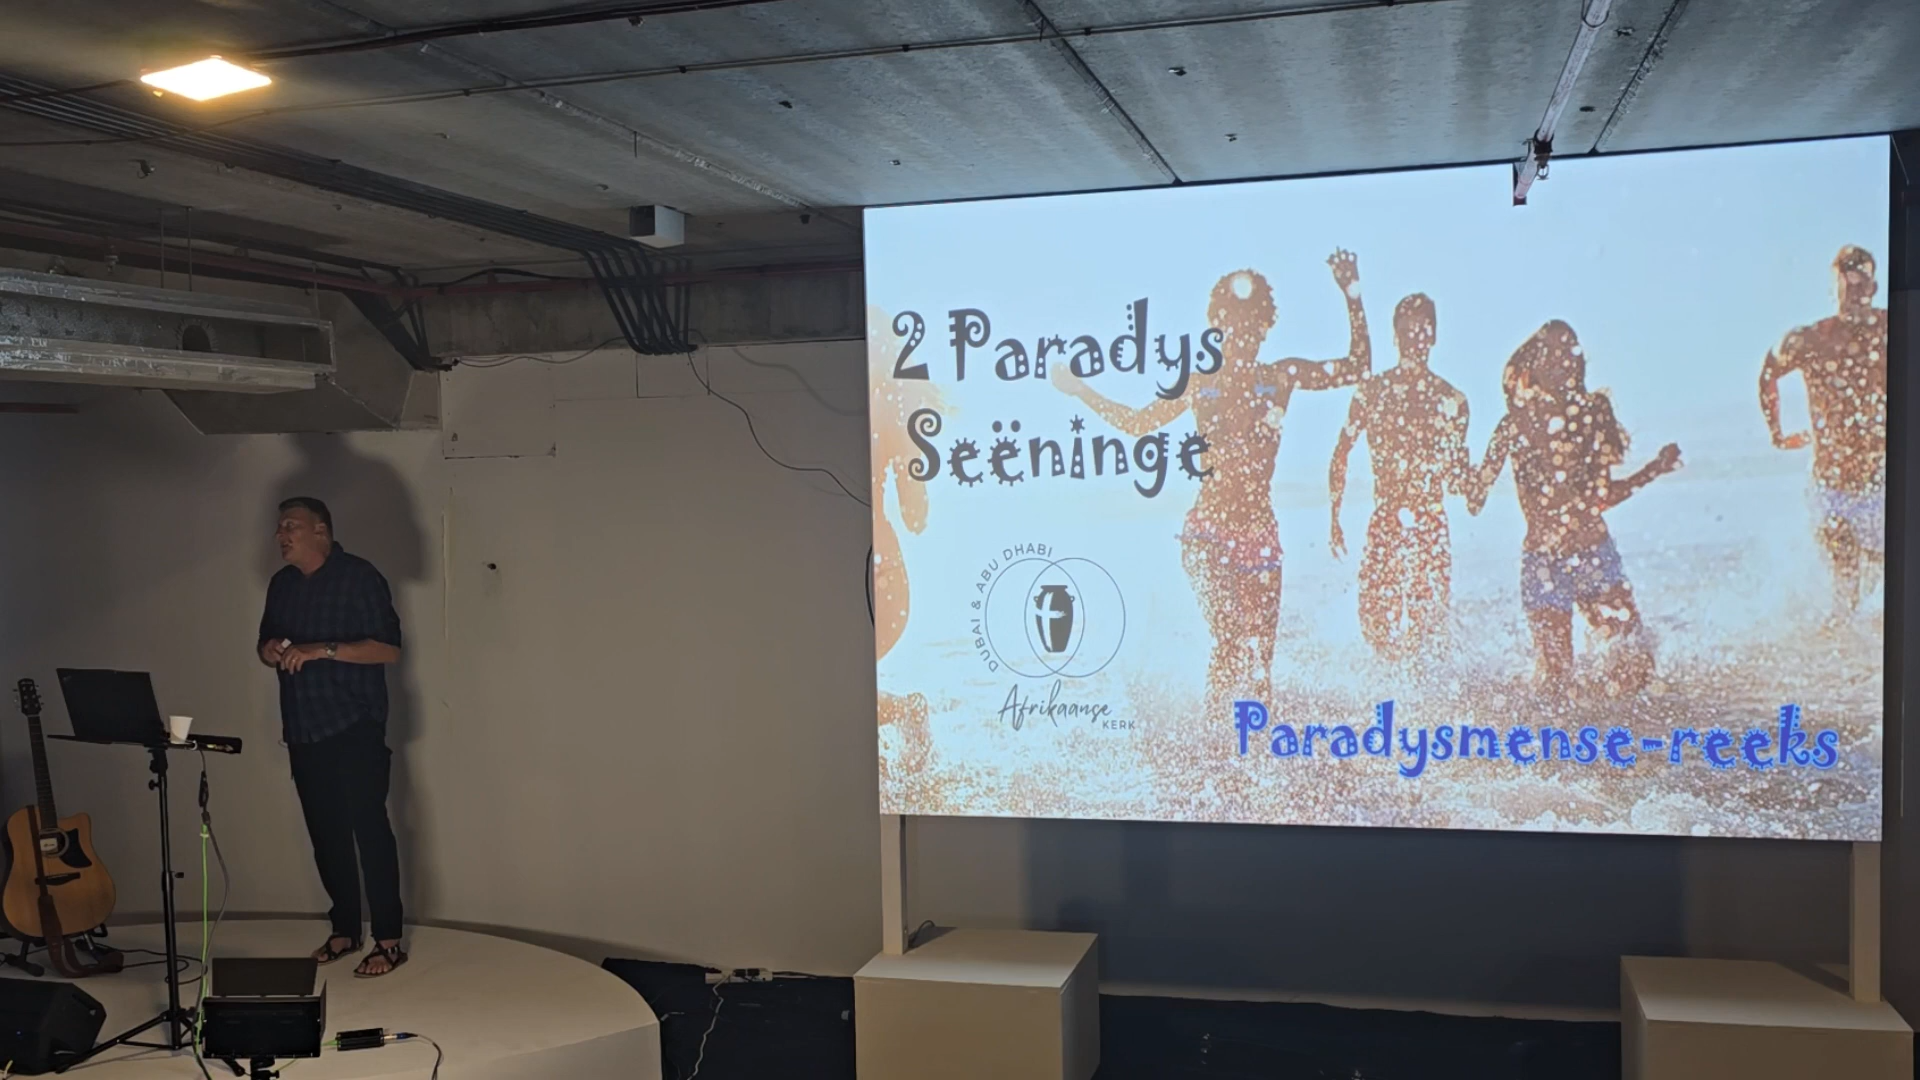 2 Paradys
Seëninge
DUBAI & ABU DHABI
Afrikaanse
KERK
Paradysmense-reeks